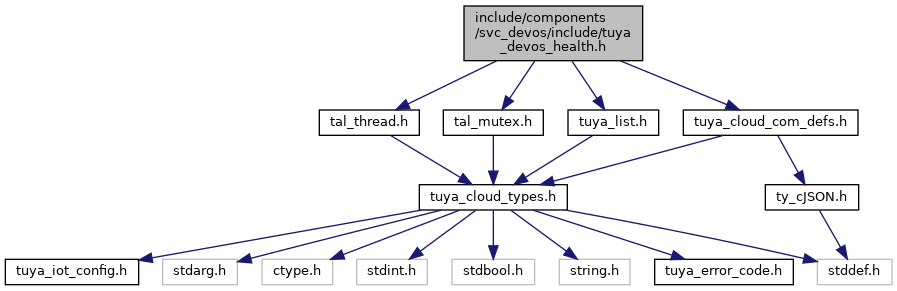 include/components
/svc_devos/include/tuya
_devos_health.h
tal_thread.h
tal_mutex.h
tuya_list.h
tuya_cloud_com_defs.h
tuya_cloud_types.h
ty_cJSON.h
tuya_iot_config.h
stdarg.h
ctype.h
stdint.h
stdbool.h
string.h
tuya_error_code.h
stddef.h